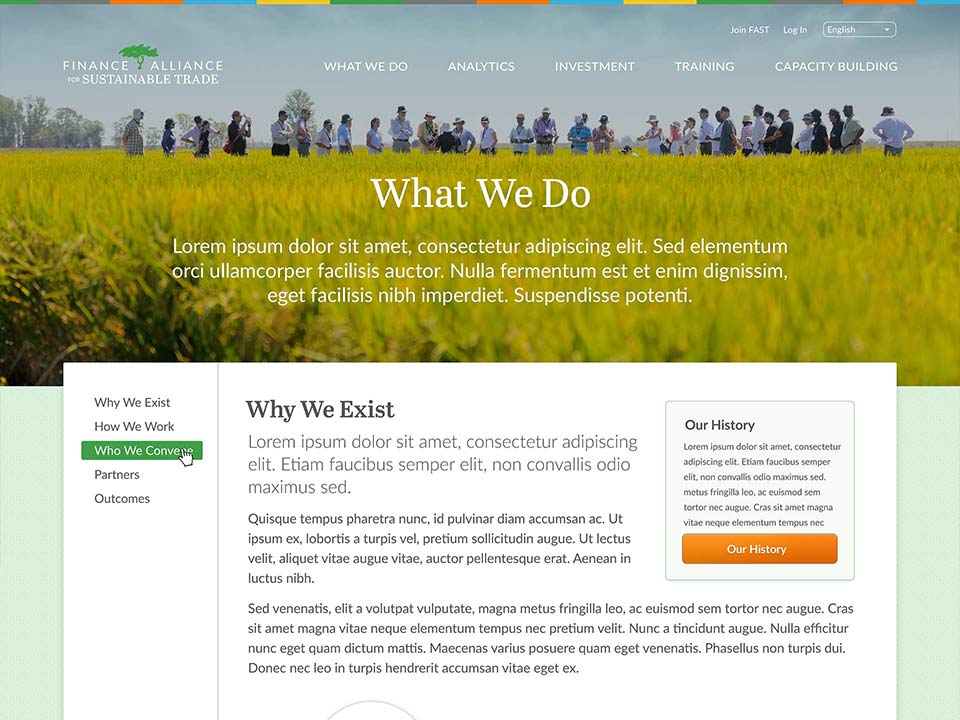 Join FAST Log In English
FINANCE ALLIANCE
FOR SUSTAINABLE TRADE
WHAT WE DO ANALYTICS INVESTMENT TRAINING CAPACITY BUILDING
What We Do
Lorem ipsum dolor sit amet, consectetur adipiscing elit. Sed elementum
orci ullamcorper facilisis auctor. Nulla fermentum est et enim dignissim,
eget facilisis nibh imperdiet. Suspendisse potenti.
Why We Exist
How We Work
Who We Convene
Partners
Outcomes
Why We Exist
Lorem ipsum dolor sit amet, consectetur adipiscing
elit. Etiam faucibus semper elit, non convallis odio
maximus sed.
Quisque tempus pharetra nunc, id pulvinar diam accumsan ac. Ut
ipsum ex, lobortis a turpis vel, pretium sollicitudin augue. Ut lectus
velit, aliquet vitae augue vitae, auctor pellentesque erat. Aenean in
luctus nibh.
Sed venenatis, elit a volutpat vulputate, magna metus fringilla leo, ac euismod sem tortor nec augue. Cras
sit amet magna vitae neque elementum tempus nec pretium velit. Nunc a tincidunt augue. Nulla efficitur
nunc eget quam dictum mattis. Maecenas varius posuere quam eget venenatis. Phasellus non turpis dui.
Donec nec leo in turpis hendrerit accumsan vitae eget ex.
Our History
Lorem ipsum dolor sit amet, consectetur
adipiscing elit. Etiam faucibus semper
elit, non convallis odio maximus sed.
metus fringilla leo, ac euismod sem
tortor nec augue. Cras sit amet magna
vitae neque elementum tempus nec
Our History